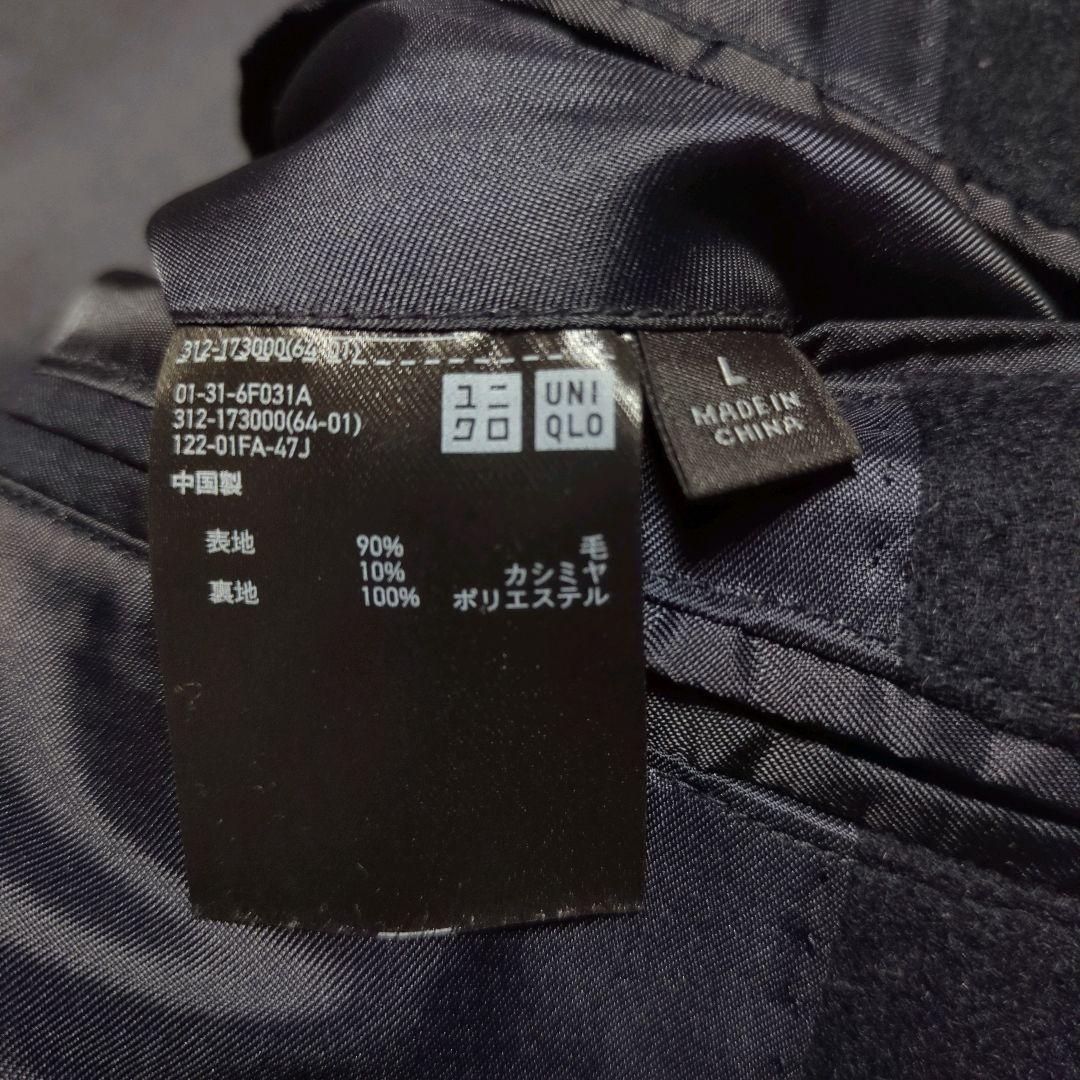 312-173000(64-01)
01-31-6F031A
312-173000(64-01)
122-01FA-47J
中国製
ユニ
クロ
UNI
QLO
表地 90% 毛
10% カシミヤ
裏地 100% ポリエステル
L
MADE IN
CHINA